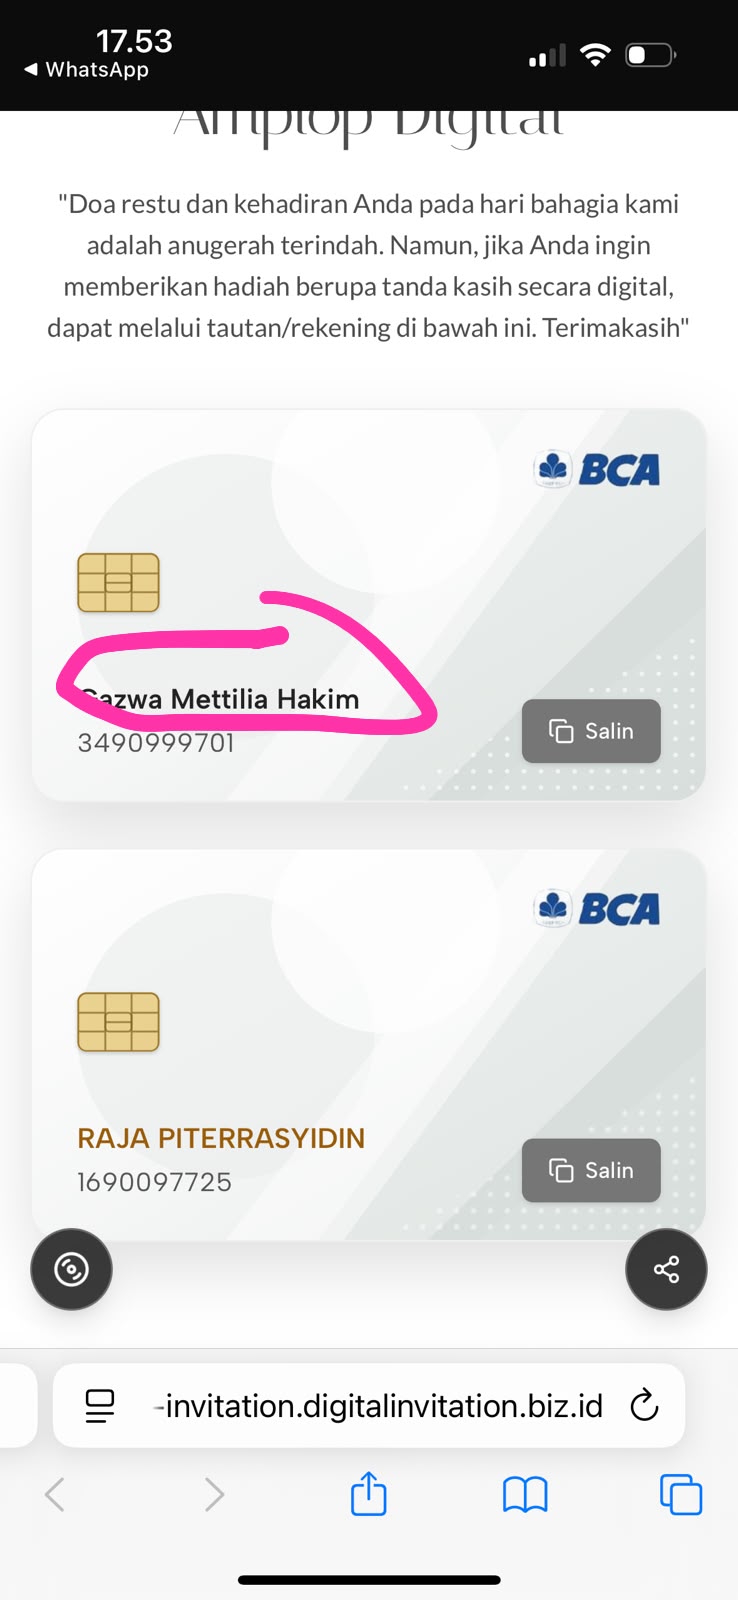 17.53
WhatsApp
Amplop Digital
"Doa restu dan kehadiran Anda pada hari bahagia kami
adalah anugerah terindah. Namun, jika Anda ingin
memberikan hadiah berupa tanda kasih secara digital,
dapat melalui tautan/rekening di bawah ini. Terimakasih"
BCA
Gazwa Mettilia Hakim
3490999701
Salin
BCA
RAJA PITERRASYIDIN
1690097725
Salin
-invitation.digitalinvitation.biz.id